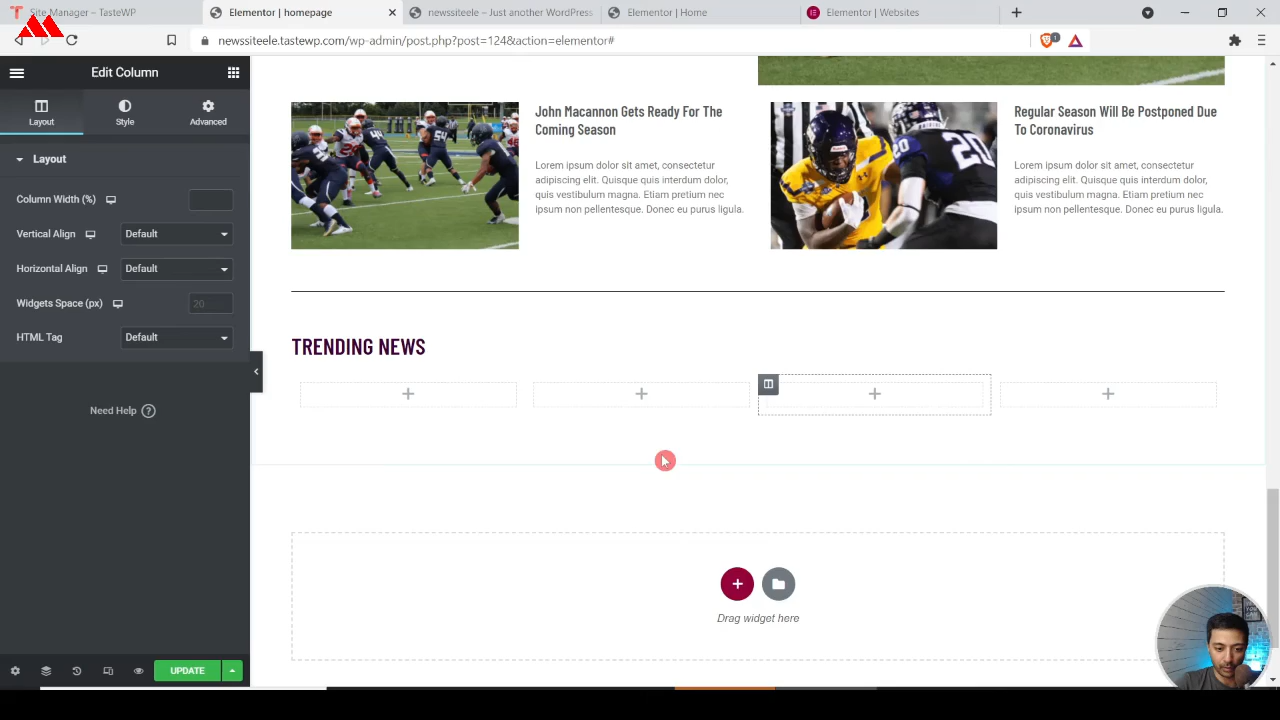 Site Manager - TasteWP
Elementor | homepage
newssiteele – Just another WordPress
Elementor | Home
Elementor | Websites
newssiteele.tastewp.com/wp-admin/post.php?post=124&action=elementor#
1
Edit Column
Layout
Style
Advanced
Layout
Column Width (%)
Vertical Align
Default
Horizontal Align
Default
Widgets Space (px)
20
HTML Tag
Default
Need Help ?
UPDATE
John Macannon Gets Ready For The
Coming Season
Lorem ipsum dolor sit amet, consectetur
adipiscing elit. Quisque quis interdum dolor,
quis vestibulum magna. Etiam pretium nec
ipsum non pellentesque. Donec eu purus ligula.
Regular Season Will Be Postponed Due
To Coronavirus
Lorem ipsum dolor sit amet, consectetur
adipiscing elit. Quisque quis interdum dolor,
quis vestibulum magna. Etiam pretium nec
ipsum non pellentesque. Donec eu purus ligula.
20
20
44
TRENDING NEWS
Drag widget here